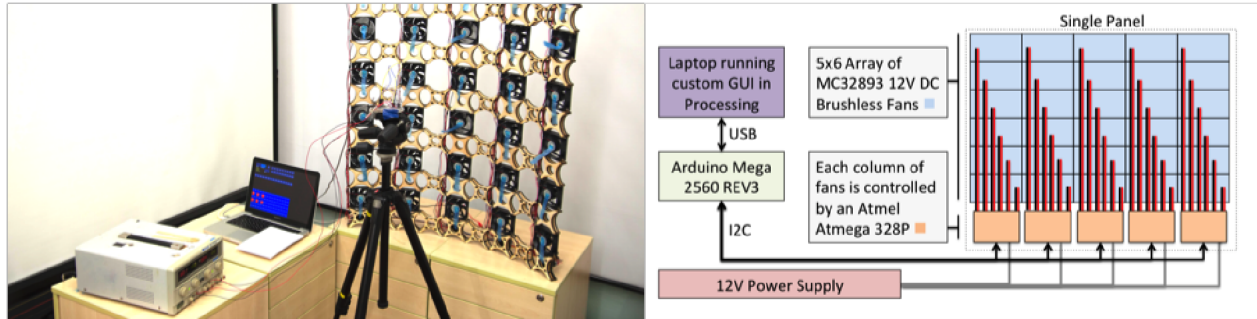 Single Panel
Laptop running
custom GUI in
Processing
5x6 Array of
MC32893 12V DC
Brushless Fans
USB
Arduino Mega
2560 REV3
Each column of
fans is controlled
by an Atmel
Atmega 328P
I2C
12V Power Supply